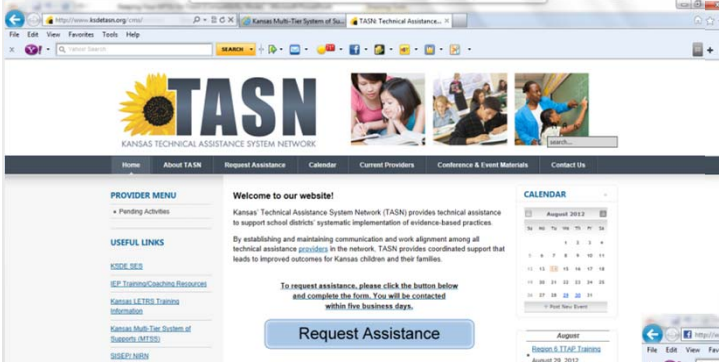 http://www.ksdetasn.org/cms/
Kansas Multi-Tier System of Su...
TASN: Technical Assistance...
File Edit View Favorites Tools Help
Yahoo Search
SEARCH
TASN
KANSAS TECHNICAL ASSISTANCE SYSTEM NETWORK
search...
Home About TASN Request Assistance Calendar Current Providers Conference & Event Materials Contact Us
PROVIDER MENU
Pending Activities
USEFUL LINKS
KSDE SES
IEP Training/Coaching Resources
Kansas LETRS Training
Information
Kansas Multi-Tier System of
Supports (MTSS)
SISEP/ NIRN
Welcome to our website!
Kansas' Technical Assistance System Network (TASN) provides technical assistance
to support school districts' systematic implementation of evidence-based practices.
By establishing and maintaining communication and work alignment among all
technical assistance providers in the network, TASN provides coordinated support that
leads to improved outcomes for Kansas children and their families.
To request assistance, please click the button below
and complete the form. You will be contacted
within five business days.
Request Assistance
CALENDAR
August 2012
Su Mo Tu We Th Fr Sa
1 2 3 4
5 6 7 8 9 10 11
12 13 14 15 16 17 18
19 20 21 22 23 24 25
26 27 28 29 30 31
Post New Event
August
Region 6 TTAP Training
August 29, 2012
File Edit View Fav